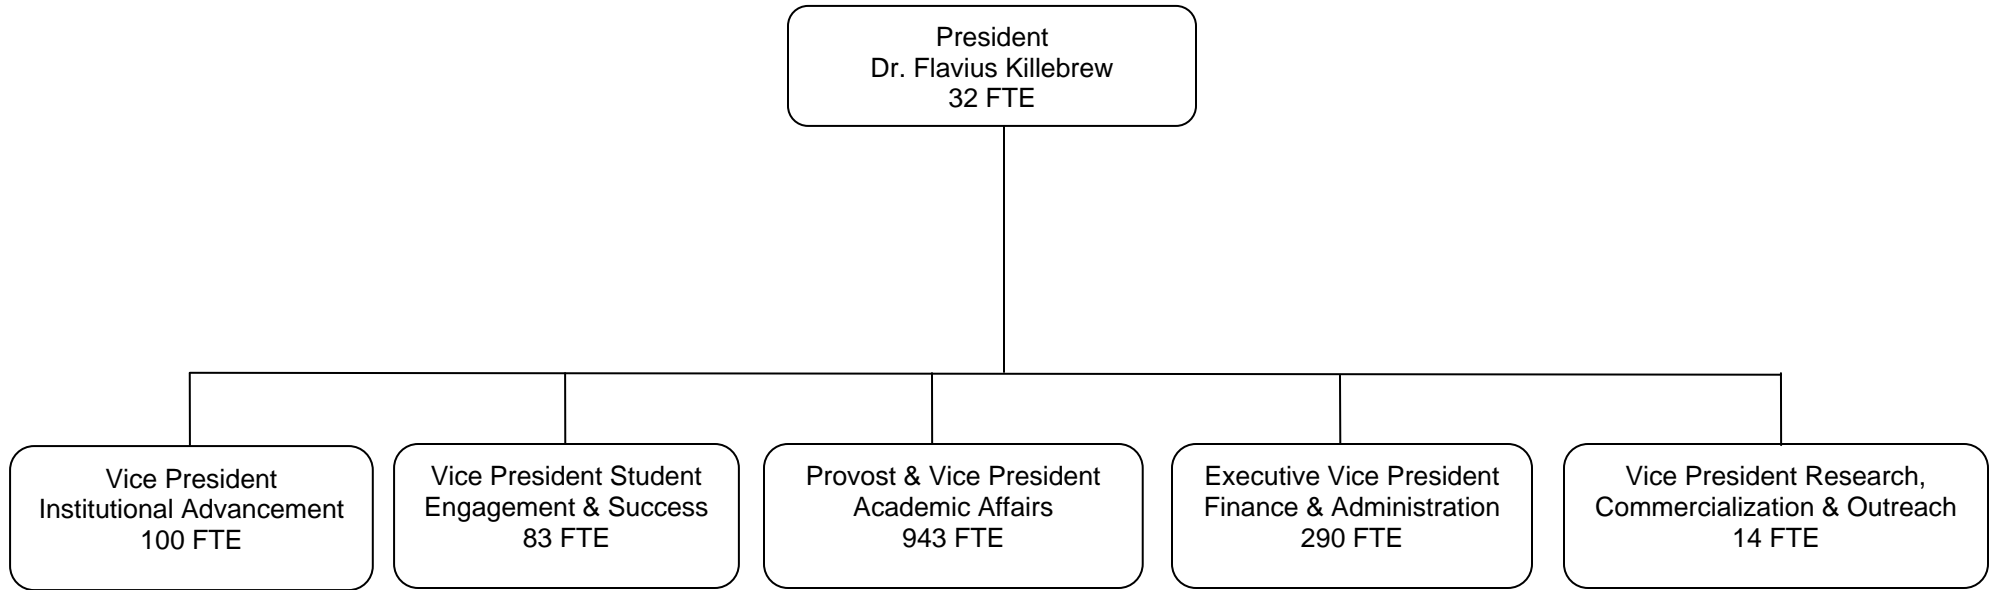 President
Dr. Flavius Killebrew
32 FTE
Vice President
Institutional Advancement
100 FTE
Vice President Student
Engagement & Success
83 FTE
Provost & Vice President
Academic Affairs
943 FTE
Executive Vice President
Finance & Administration
290 FTE
Vice President Research,
Commercialization & Outreach
14 FTE